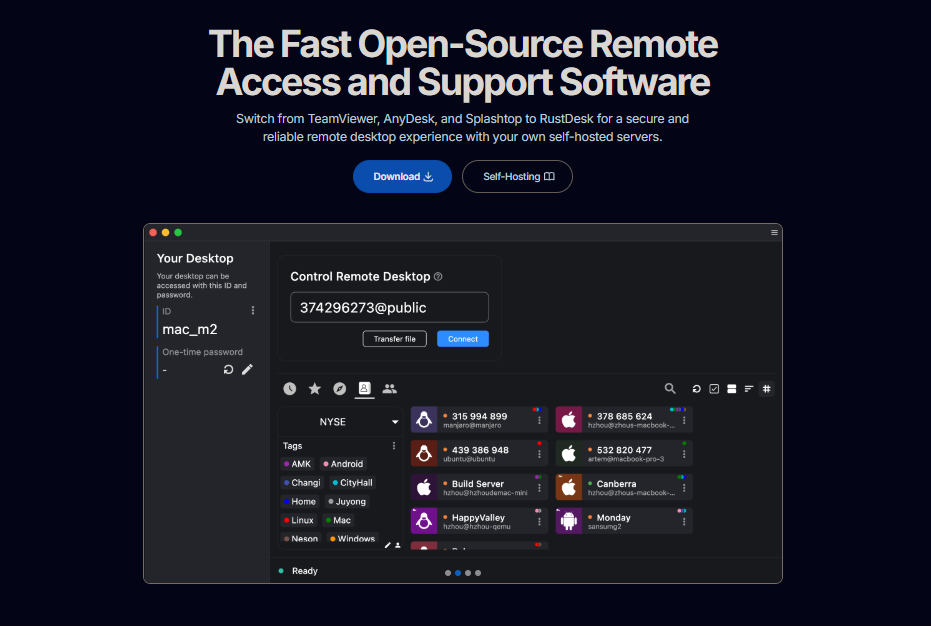 The Fast Open-Source Remote
Access and Support Software
Switch from TeamViewer, AnyDesk, and Splashtop to RustDesk for a secure and
reliable remote desktop experience with your own self-hosted servers.
Download
Self-Hosting
Your Desktop
Your desktop can be
accessed with this ID and
password.
ID
mac_m2
One-time password
-
Control Remote Desktop
374296273@public
Transfer file
Connect
NYSE
Tags
AMK
Android
Changi
CityHall
Home
Juyong
Linux
Mac
Neson
Windows
315 994 899
manjaro@manjaro
378 685 624
hzhou@zhous-macbook-...
439 386 948
ubuntu@ubuntu
532 820 477
artem@macbook-pro-3
Build Server
hzhou@hzhoudemac-mini
Canberra
hzhou@zhous-macbook-...
HappyValley
hzhou@hzhou-qemu
Monday
sansumg2
Ready